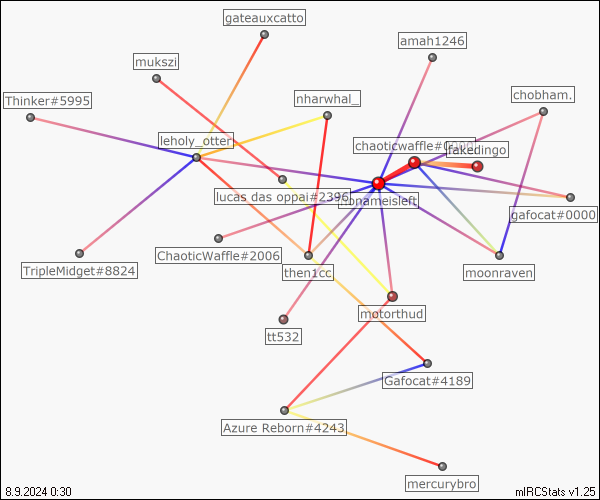 gateauxcatto
amah1246
mukszi
Thinker#5995
nharwhal_
chobham.
leholy_otter
chaoticwaffle#0
fakedingo
lucas das oppai#2396
nameisleft
gafocat#0000
ChaoticWaffle#2006
TripleMidget#8824
then1cc
moonraven
motorthud
tt532
Gafocat#4189
Azure Reborn#4243
mercurybro
8.9.2024 0:30
mIRCStats v1.25